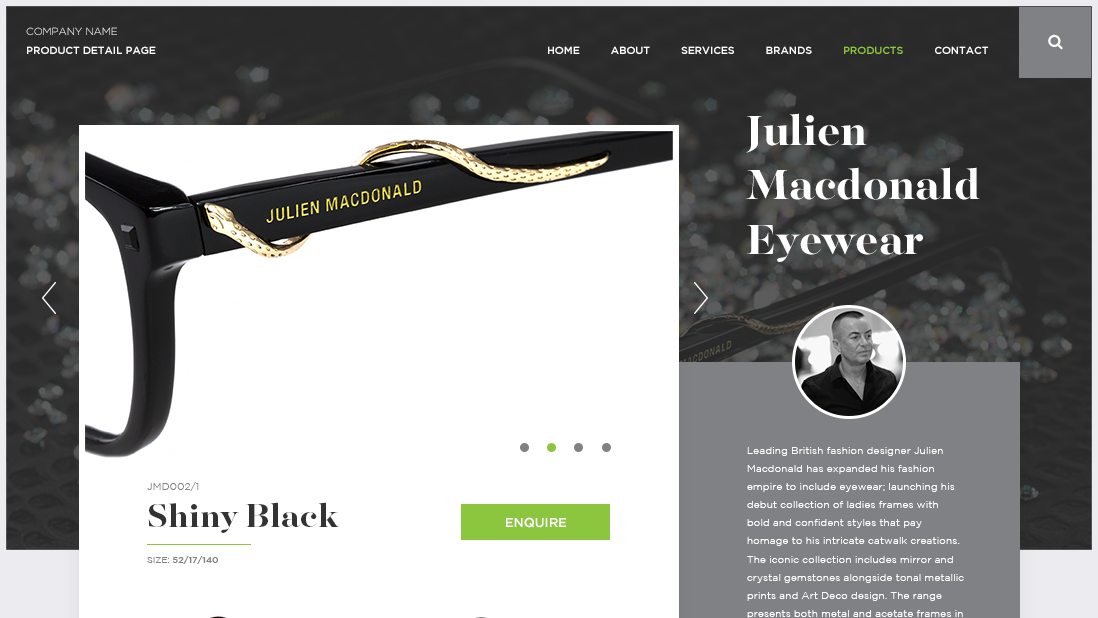 COMPANY NAME
PRODUCT DETAIL PAGE
HOME ABOUT SERVICES BRANDS PRODUCTS CONTACT
Julien
Macdonald
Eyewear
JULIEN MACDONALD
MACDONALD
JMD002/1
Shiny Black
ENQUIRE
SIZE: 52/17/140
Leading British fashion designer Julien
Macdonald has expanded his fashion
empire to include eyewear; launching his
debut collection of ladies frames with
bold and confident styles that pay
homage to his intricate catwalk creations.
The iconic collection includes mirror and
crystal gemstones alongside tonal metallic
prints and Art Deco design. The range
presents both metal and acetate frames in